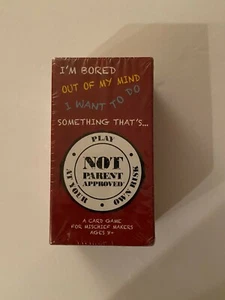 I'M BORED
OUT OF MY MIND
I WANT TO DO
SOMETHING THAT'S...
PLAY
NOT
PARENT
APPROVED
AT YOUR
OWN RISK
A CARD GAME
FOR MISCHIEF MAKERS
AGES 8+